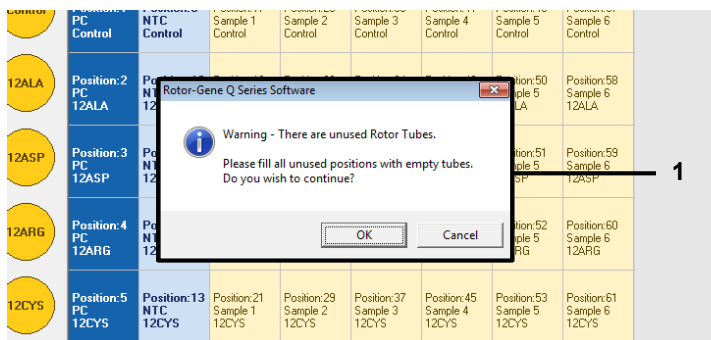 Control
PC NTC Sample 1 Sample 2 Sample 3 Sample 4 Sample 5 Sample 6
Control Control Control Control Control Control Control Control
12ALA
Position:2 Position:58
PC Sample 6
12ALA 12ALA
Rotor-Gene Q Series Software
Warning - There are unused Rotor Tubes.
Please fill all unused positions with empty tubes.
Do you wish to continue?
OK Cancel
12ASP
Position:3 Position:59
PC Sample 6
12ASP 12ASP
1
12ARG
Position:4 Position:60
PC Sample 6
12ARG 12ARG
12CYS
Position:5 Position:13 Position:21 Position:29 Position:37 Position:45 Position:53 Position:61
PC NTC Sample 1 Sample 2 Sample 3 Sample 4 Sample 5 Sample 6
12CYS 12CYS 12CYS 12CYS 12CYS 12CYS 12CYS 12CYS